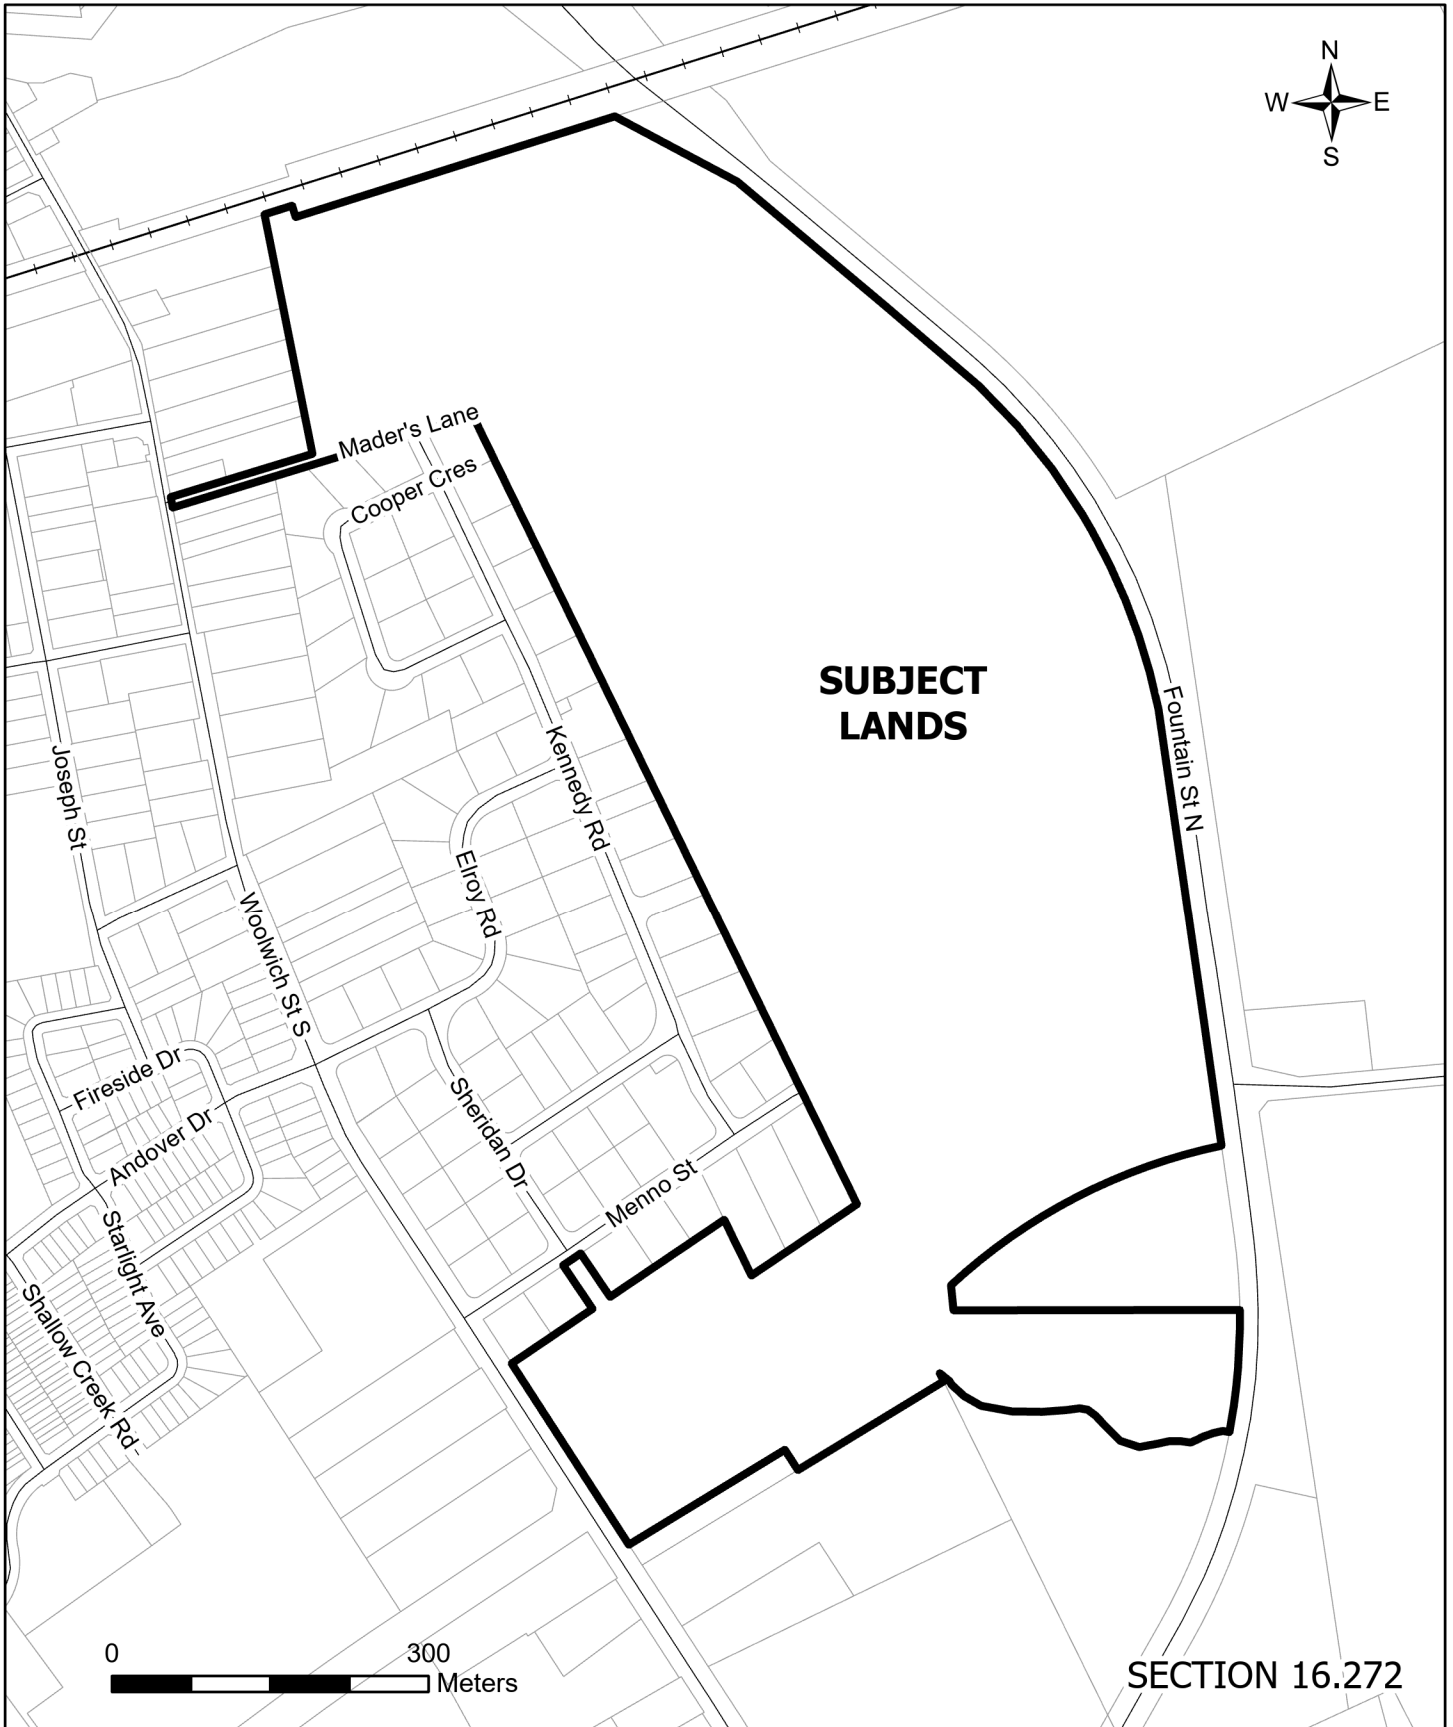 N
W E
S
Mader's Lane
Cooper Cres
SUBJECT
LANDS
Fountain St N
Joseph St
Kennedy Rd
Elroy Rd
Woolwich St S
Fireside Dr
Andover Dr
Sheridan Dr
Menno St
Starlight Ave
Shallow Creek Rd
0 300
Meters
SECTION 16.272